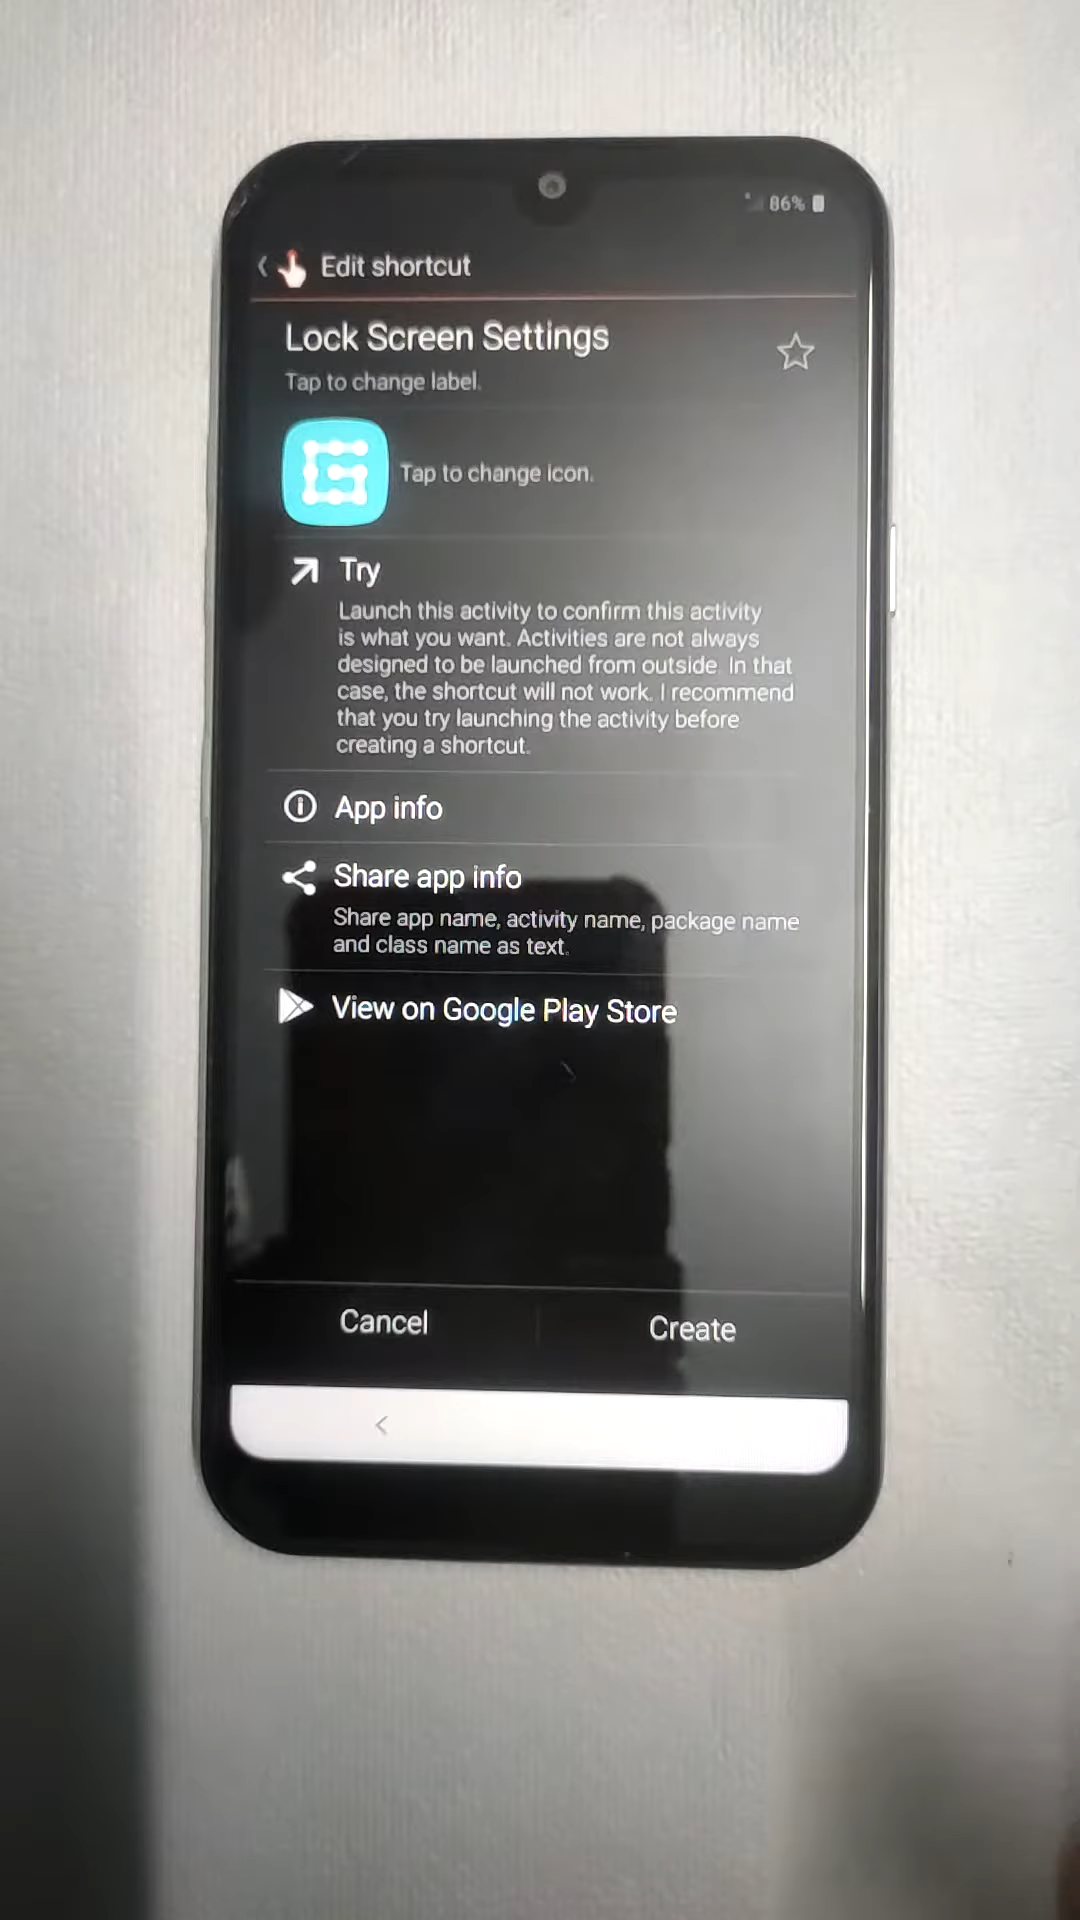 86%
Edit shortcut
Lock Screen Settings
Tap to change label.
Tap to change icon.
Try
Launch this activity to confirm this activity
is what you want. Activities are not always
designed to be launched from outside. In that
case, the shortcut will not work. I recommend
that you try launching the activity before
creating a shortcut.
App info
Share app info
Share app name, activity name, package name
and class name as text.
View on Google Play Store
Cancel
Create